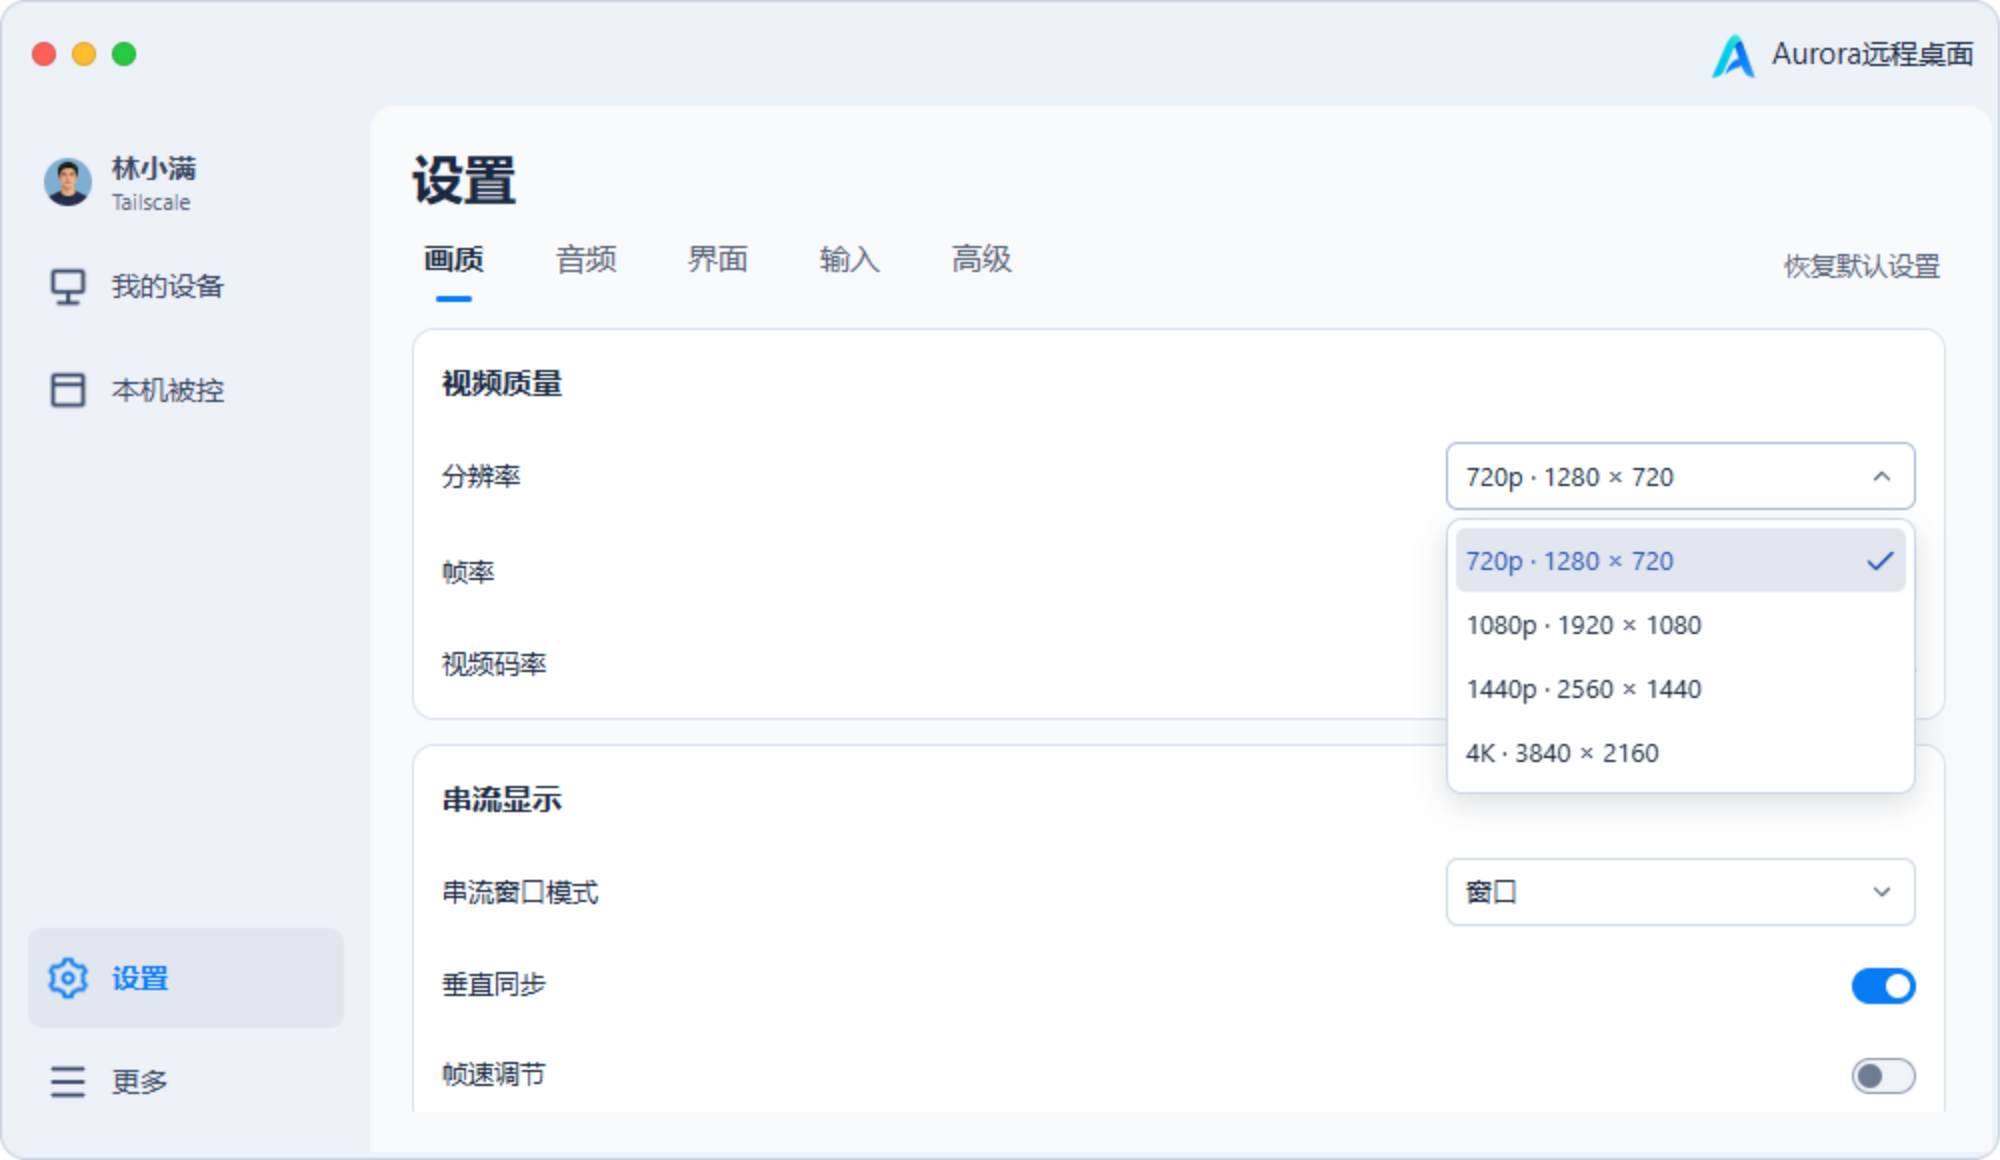 Aurora远程桌面
林小满
Tailscale
我的设备
本机被控
设置
更多
设置
画质
音频
界面
输入
高级
恢复默认设置
视频质量
分辨率
720p · 1280 × 720
720p · 1280 × 720
1080p · 1920 × 1080
1440p · 2560 × 1440
4K · 3840 × 2160
帧率
视频码率
串流显示
串流窗口模式
窗口
垂直同步
帧速调节